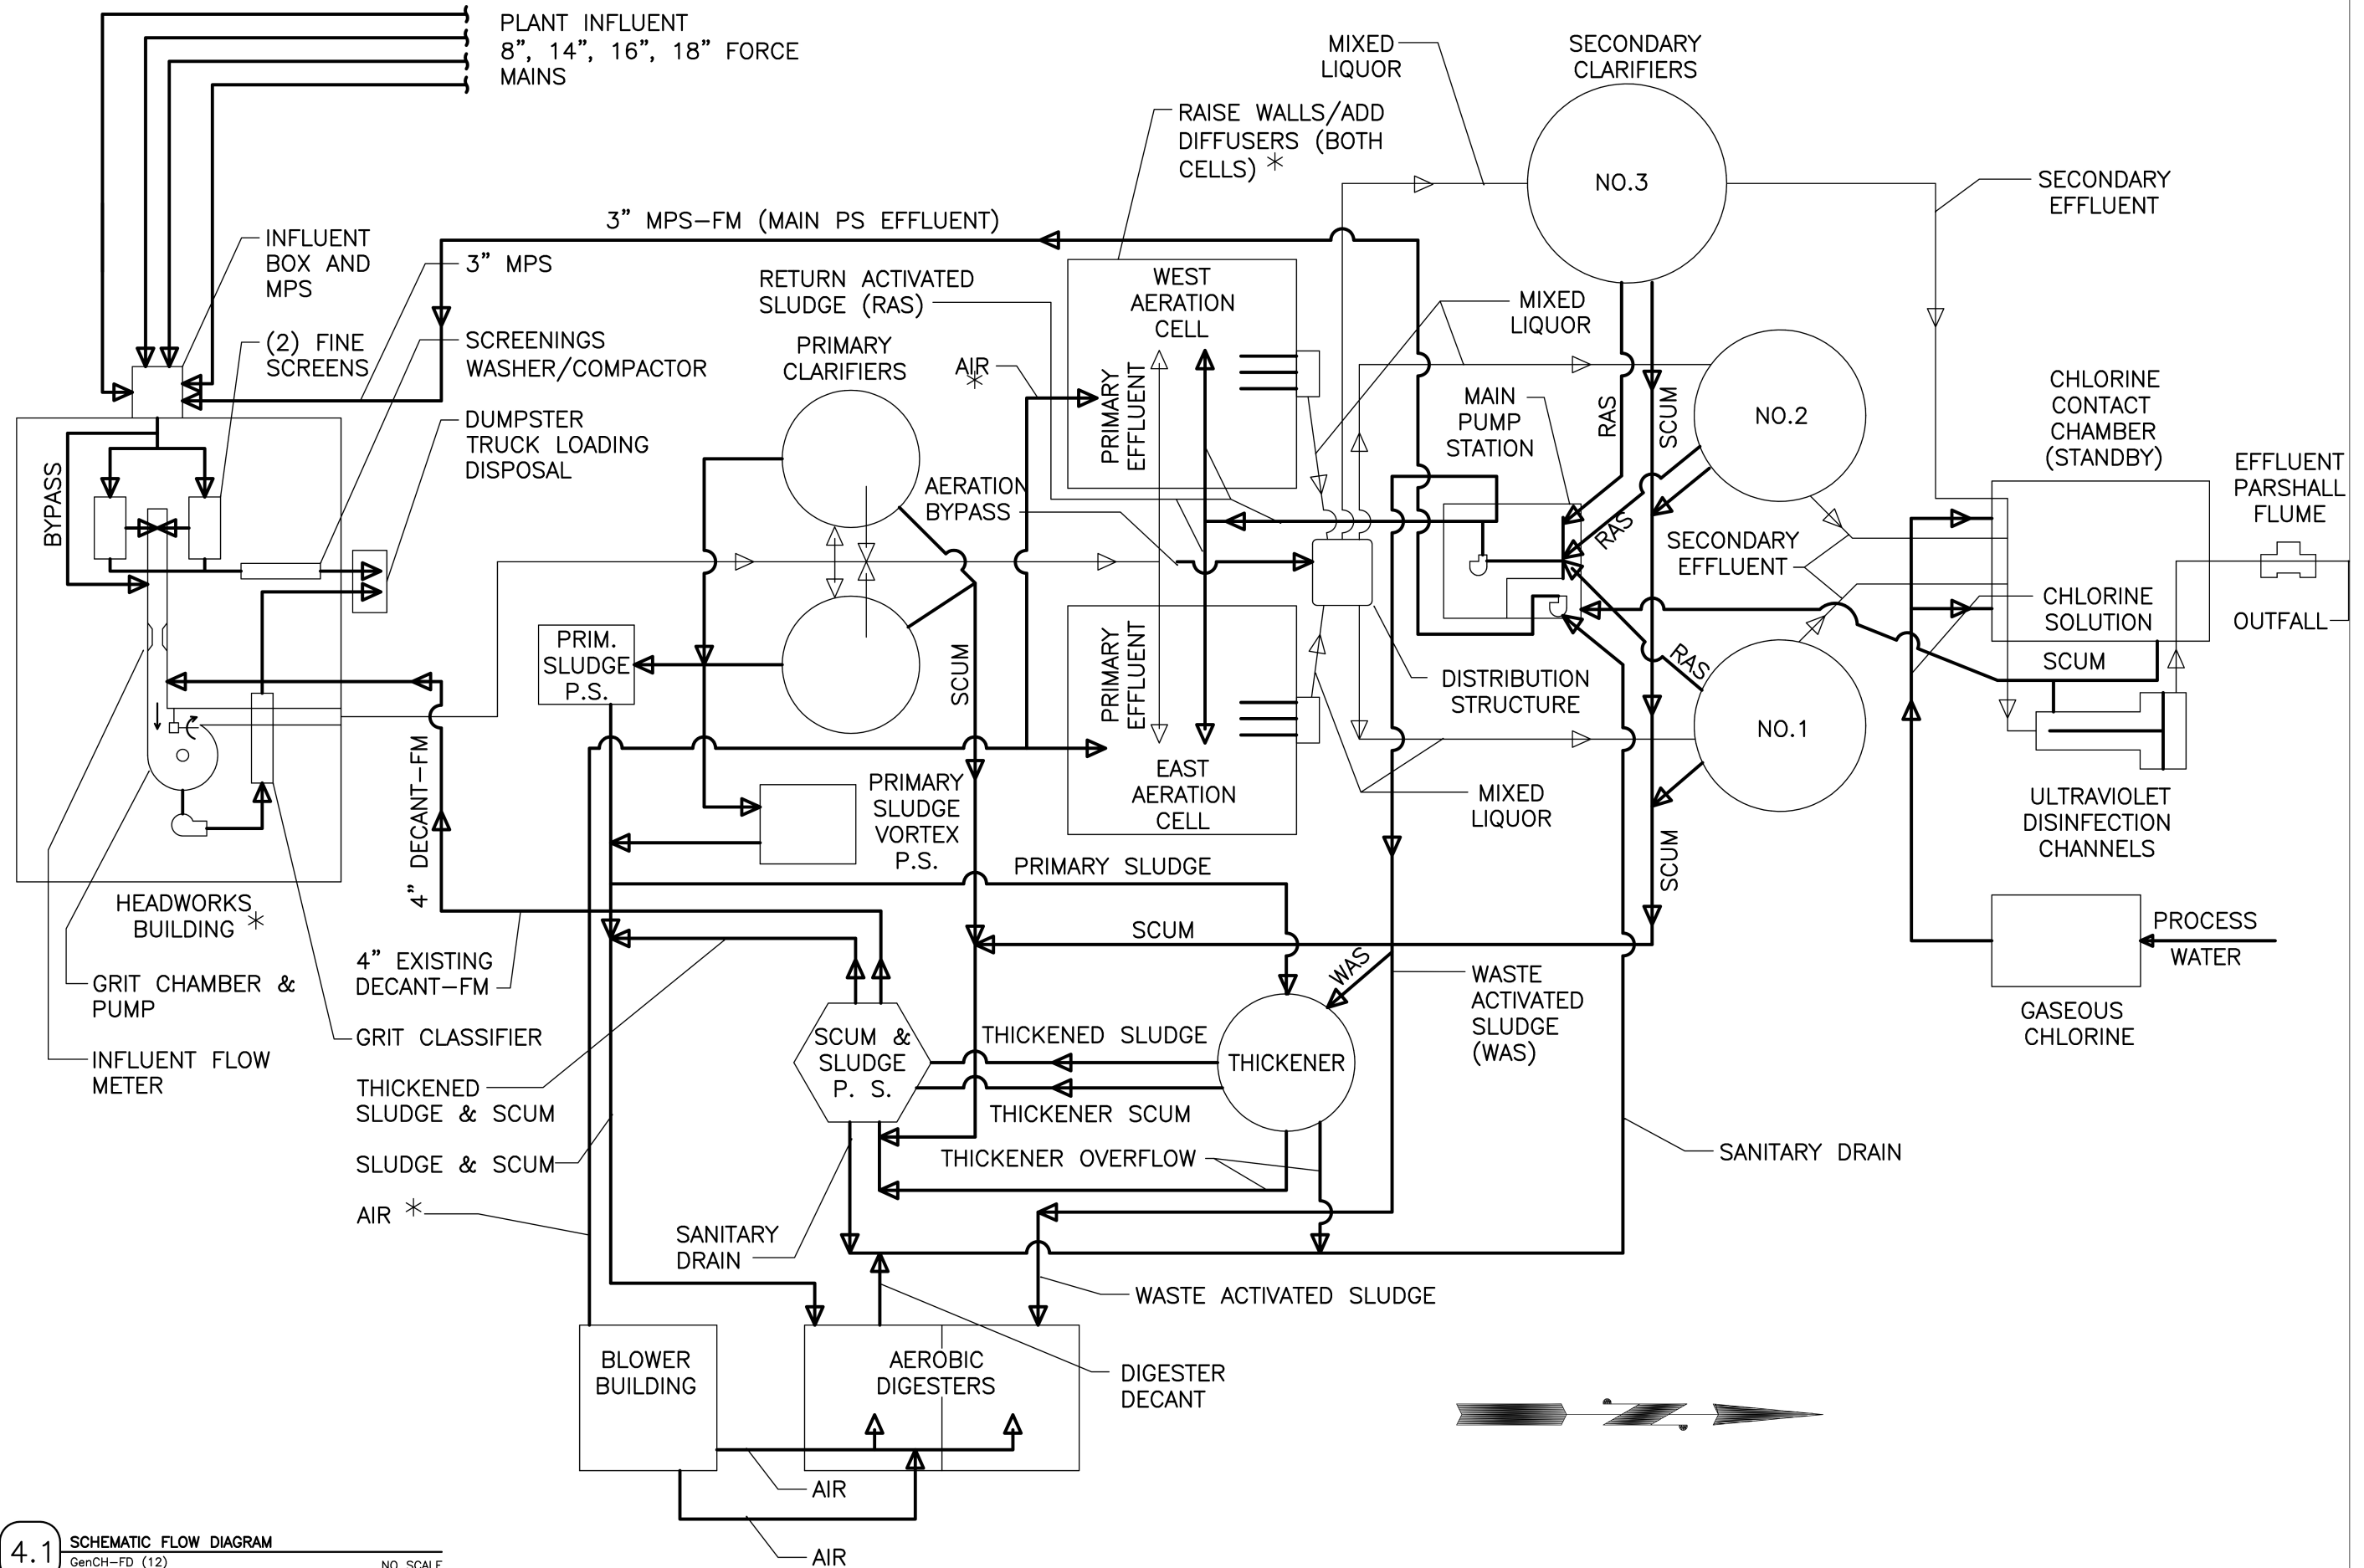 PLANT INFLUENT
8", 14", 16", 18" FORCE
MAINS
MIXED
LIQUOR
SECONDARY
CLARIFIERS
RAISE WALLS/ADD
DIFFUSERS (BOTH
CELLS) *
NO.3
SECONDARY
EFFLUENT
3" MPS-FM (MAIN PS EFFLUENT)
INFLUENT
BOX AND
MPS
3" MPS
RETURN ACTIVATED
SLUDGE (RAS)
WEST
AERATION
CELL
MIXED
LIQUOR
(2) FINE
SCREENS
SCREENINGS
WASHER/COMPACTOR
PRIMARY
CLARIFIERS
AIR
*
PRIMARY
EFFLUENT
MAIN
PUMP
STATION
RAS
SCUM
NO.2
CHLORINE
CONTACT
CHAMBER
(STANDBY)
DUMPSTER
TRUCK LOADING
DISPOSAL
BYPASS
AERATION
BYPASS
EFFLUENT
PARSHALL
FLUME
RAS
SECONDARY
EFFLUENT
CHLORINE
SOLUTION
OUTFALL
PRIM.
SLUDGE
P.S.
SCUM
PRIMARY
EFFLUENT
DISTRIBUTION
STRUCTURE
RAS
SCUM
NO.1
4" DECANT-FM
EAST
AERATION
CELL
PRIMARY
SLUDGE
VORTEX
P.S.
MIXED
LIQUOR
ULTRAVIOLET
DISINFECTION
CHANNELS
SCUM
PRIMARY SLUDGE
HEADWORKS
BUILDING *
SCUM
PROCESS
WATER
4" EXISTING
DECANT-FM
WAS
WASTE
ACTIVATED
SLUDGE
(WAS)
GRIT CHAMBER &
PUMP
GASEOUS
CHLORINE
GRIT CLASSIFIER
SCUM &
SLUDGE
P. S.
THICKENED SLUDGE
THICKENER
INFLUENT FLOW
METER
THICKENED
SLUDGE & SCUM
THICKENER SCUM
SLUDGE & SCUM
THICKENER OVERFLOW
SANITARY DRAIN
AIR *
SANITARY
DRAIN
WASTE ACTIVATED SLUDGE
BLOWER
BUILDING
AEROBIC
DIGESTERS
DIGESTER
DECANT
AIR
AIR
4.1
SCHEMATIC FLOW DIAGRAM
GenCH-FD (12)
NO SCALE